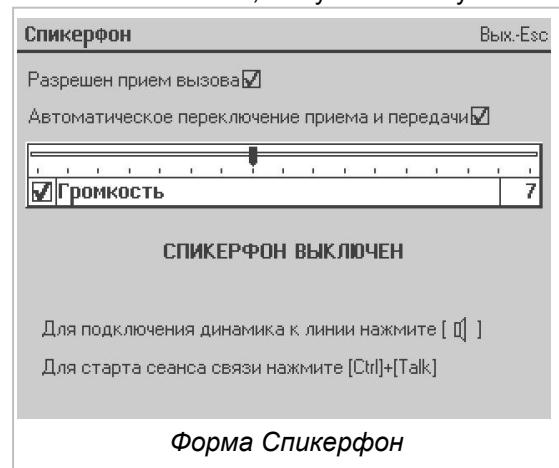 Спикерфон Вых.-Esc
Разрешен прием вызова
Автоматическое переключение приема и передачи
Громкость 7
СПИКЕРФОН ВЫКЛЮЧЕН
Для подключения динамика к линии нажмите [ ]
Для старта сеанса связи нажмите [Ctrl]+[Talk]
Форма Спикерфон